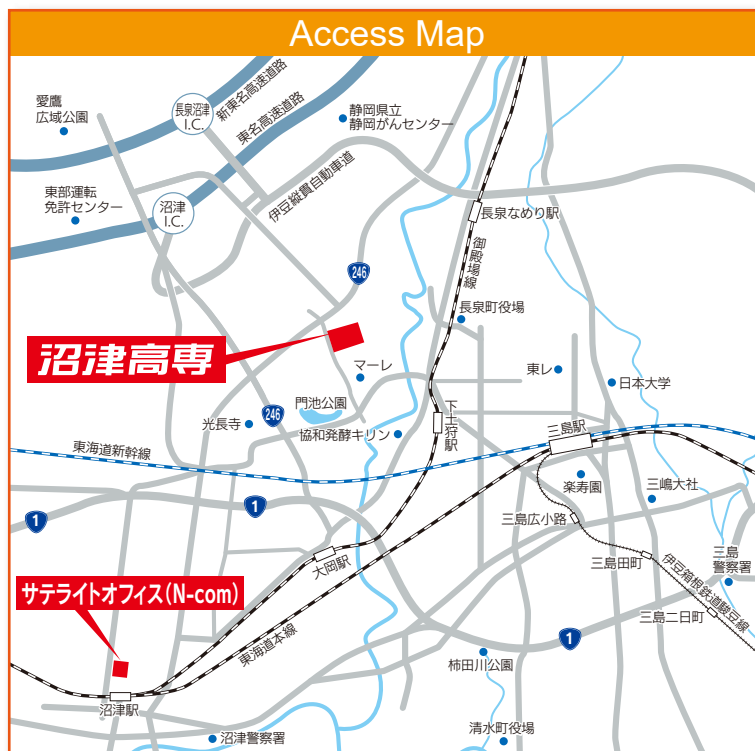 Access Map
愛鷹
広域公園
長泉沼津
I.C.
新東名高速道路
東名高速道路
静岡県立
静岡がんセンター
東部運転
免許センター
沼津
I.C.
伊豆縦貫自動車道
長泉なめり駅
御殿場線
246
長泉町役場
沼津高専
マーレ
東レ
日本大学
門池公園
246
光長寺
下土狩駅
協和発酵キリン
三島駅
東海道新幹線
楽寿園
三嶋大社
1
1
三島広小路
大岡駅
三島田町
三島
警察署
伊豆箱根鉄道駿豆線
サテライトオフィス(N-com)
三島二日町
1
東海道本線
柿田川公園
沼津駅
沼津警察署
清水町役場